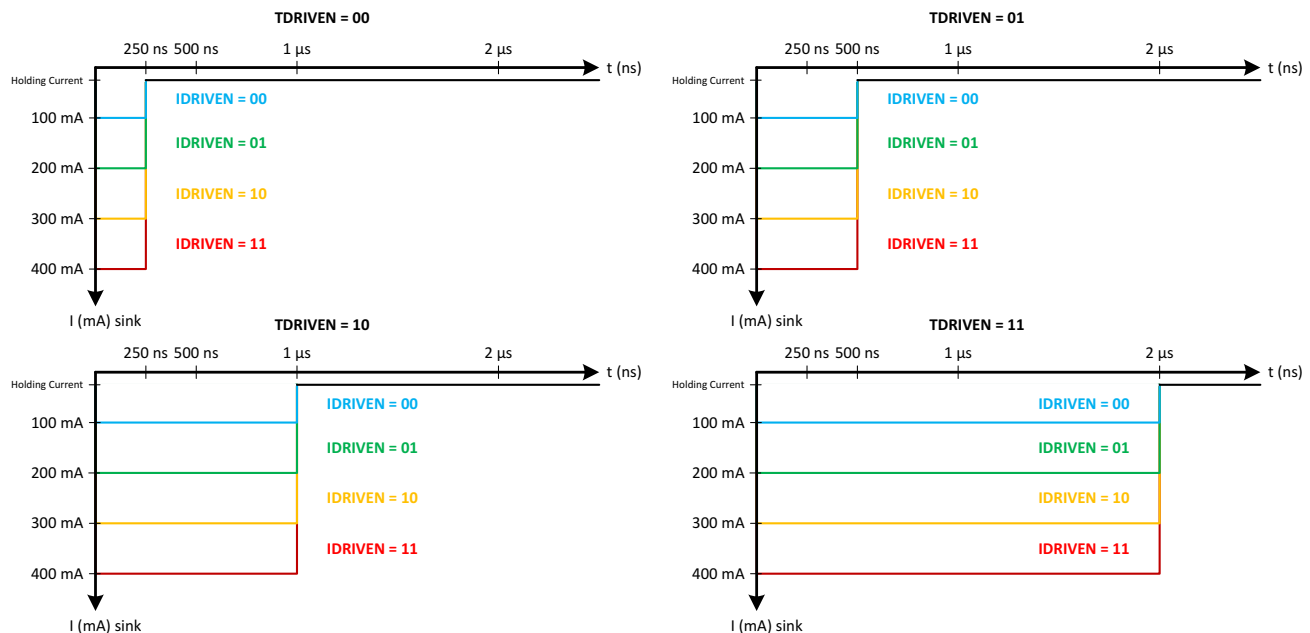 TDRIVEN = 00
250 ns 500 ns 1 µs 2 µs
t (ns)
Holding Current
IDRIVEN = 00
100 mA
IDRIVEN = 01
200 mA
IDRIVEN = 10
300 mA
IDRIVEN = 11
400 mA
I (mA) sink
TDRIVEN = 01
250 ns 500 ns 1 µs 2 µs
t (ns)
Holding Current
IDRIVEN = 00
100 mA
IDRIVEN = 01
200 mA
IDRIVEN = 10
300 mA
IDRIVEN = 11
400 mA
I (mA) sink
TDRIVEN = 10
250 ns 500 ns 1 µs 2 µs
t (ns)
Holding Current
IDRIVEN = 00
100 mA
IDRIVEN = 01
200 mA
IDRIVEN = 10
300 mA
IDRIVEN = 11
400 mA
I (mA) sink
TDRIVEN = 11
250 ns 500 ns 1 µs 2 µs
t (ns)
Holding Current
IDRIVEN = 00
100 mA
IDRIVEN = 01
200 mA
IDRIVEN = 10
300 mA
IDRIVEN = 11
400 mA
I (mA) sink